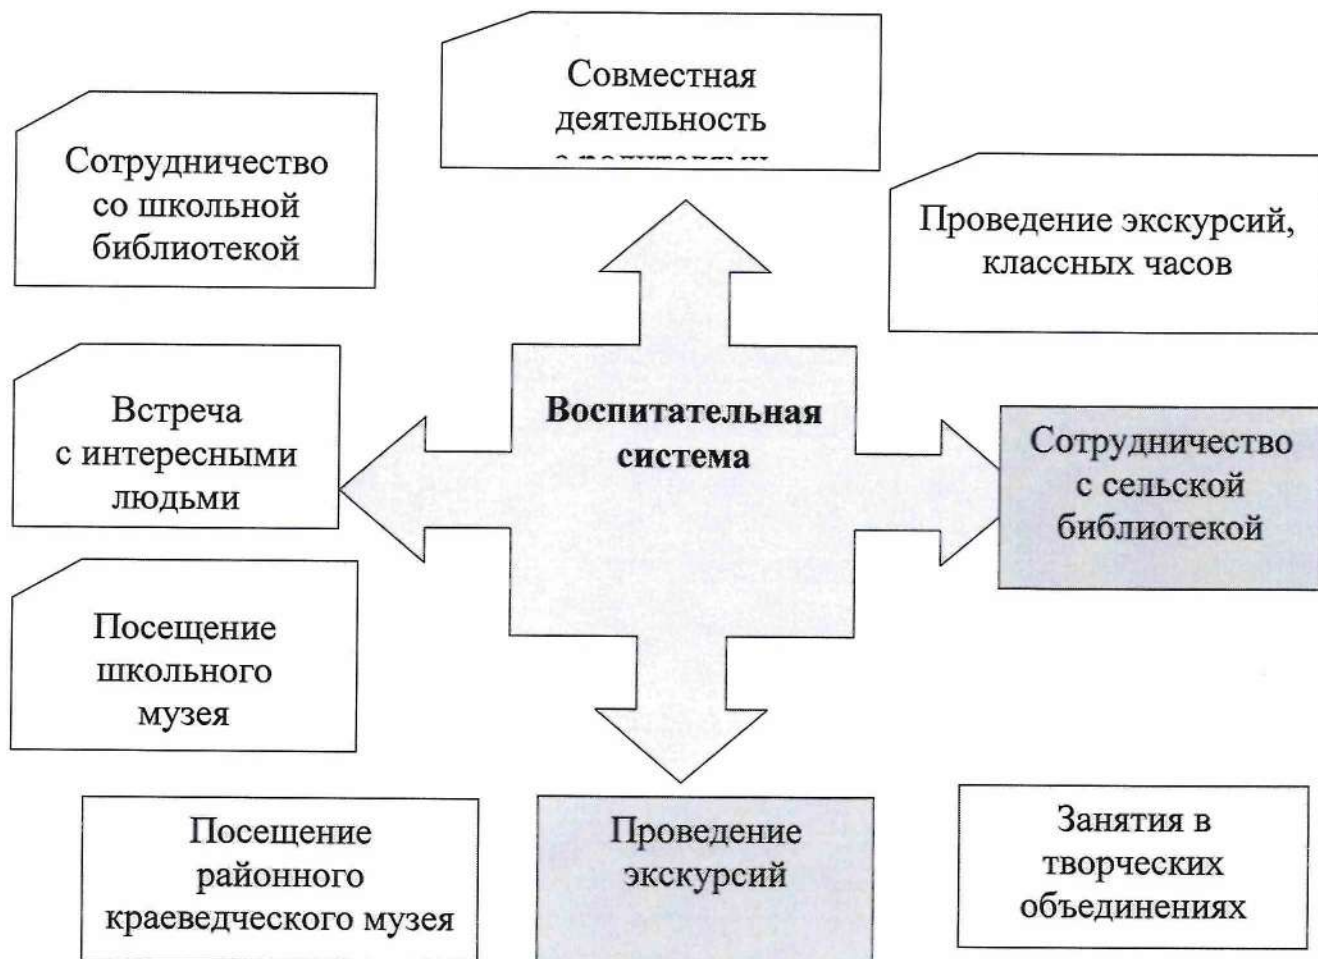 Совместная
деятельность
с родителями
Сотрудничество
со школьной
библиотекой
Проведение экскурсий,
классных часов
Встреча
с интересными
людьми
Воспитательная
система
Сотрудничество
с сельской
библиотекой
Посещение
школьного
музея
Посещение
районного
краеведческого музея
Проведение
экскурсий
Занятия в
творческих
объединениях